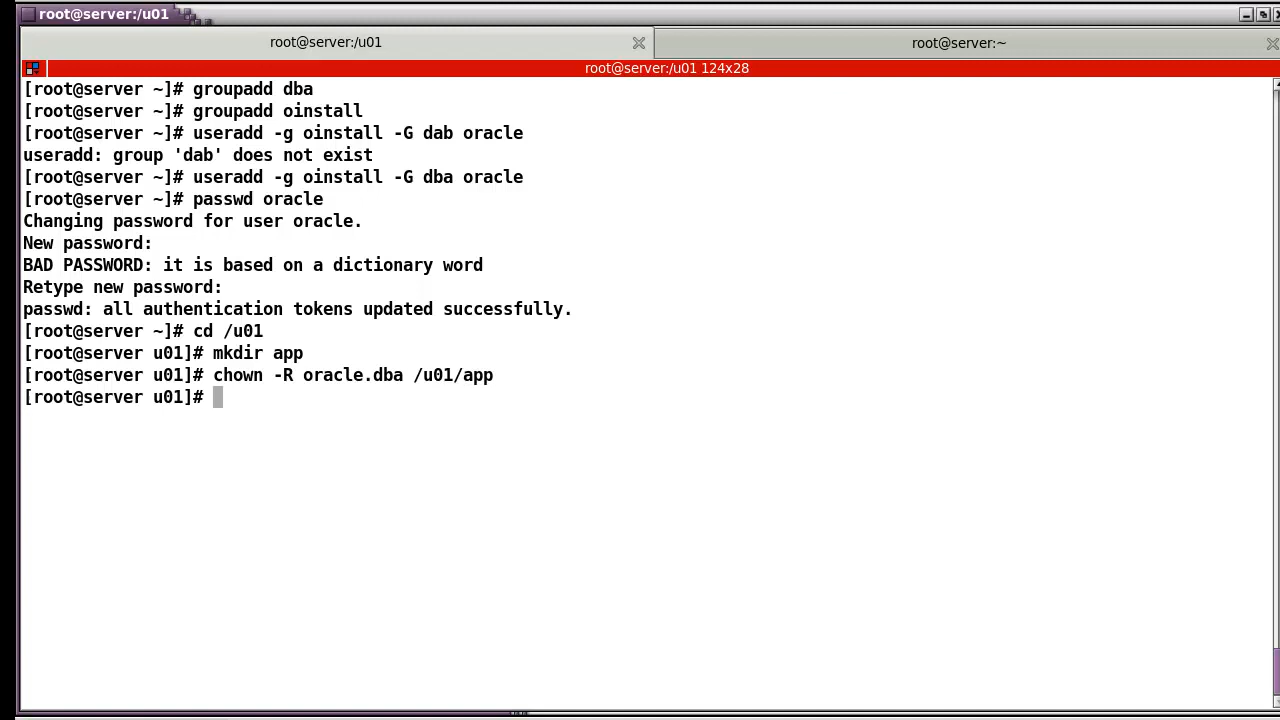 root@server:/u01
root@server:/u01
root@server:~
root@server:/u01 124x28
[root@server ~]# groupadd dba
[root@server ~]# groupadd oinstall
[root@server ~]# useradd -g oinstall -G dab oracle
useradd: group 'dab' does not exist
[root@server ~]# useradd -g oinstall -G dba oracle
[root@server ~]# passwd oracle
Changing password for user oracle.
New password:
BAD PASSWORD: it is based on a dictionary word
Retype new password:
passwd: all authentication tokens updated successfully.
[root@server ~]# cd /u01
[root@server u01]# mkdir app
[root@server u01]# chown -R oracle.dba /u01/app
[root@server u01]#